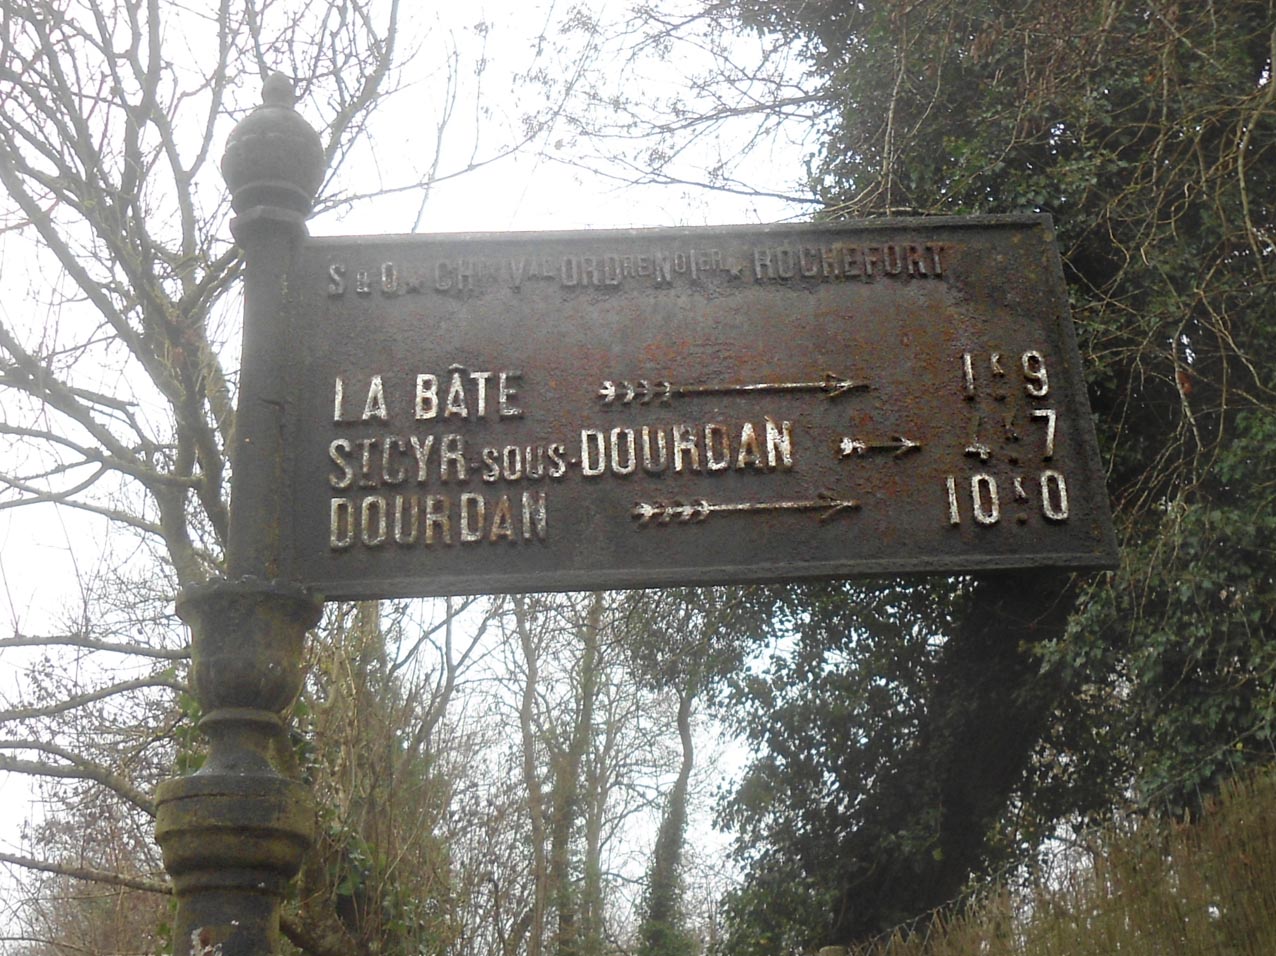 S & O. CHIN VAL ORDRE No 1ER. ROCHEFORT
LA BÂTE 1K9
ST CYR-SOUS-DOURDAN 4K7
DOURDAN 10K0